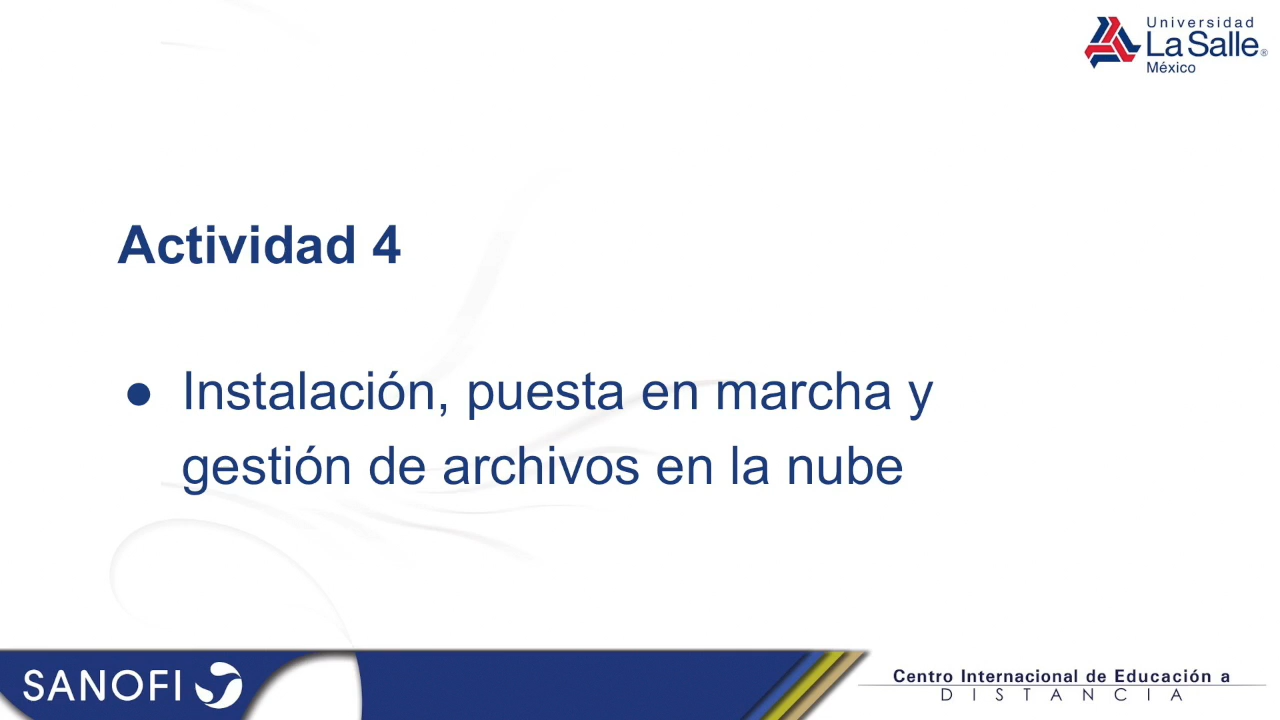 Universidad
La Salle®
México
Actividad 4
● Instalación, puesta en marcha y
gestión de archivos en la nube
SANOFI
Centro Internacional de Educación a
DISTANCIA